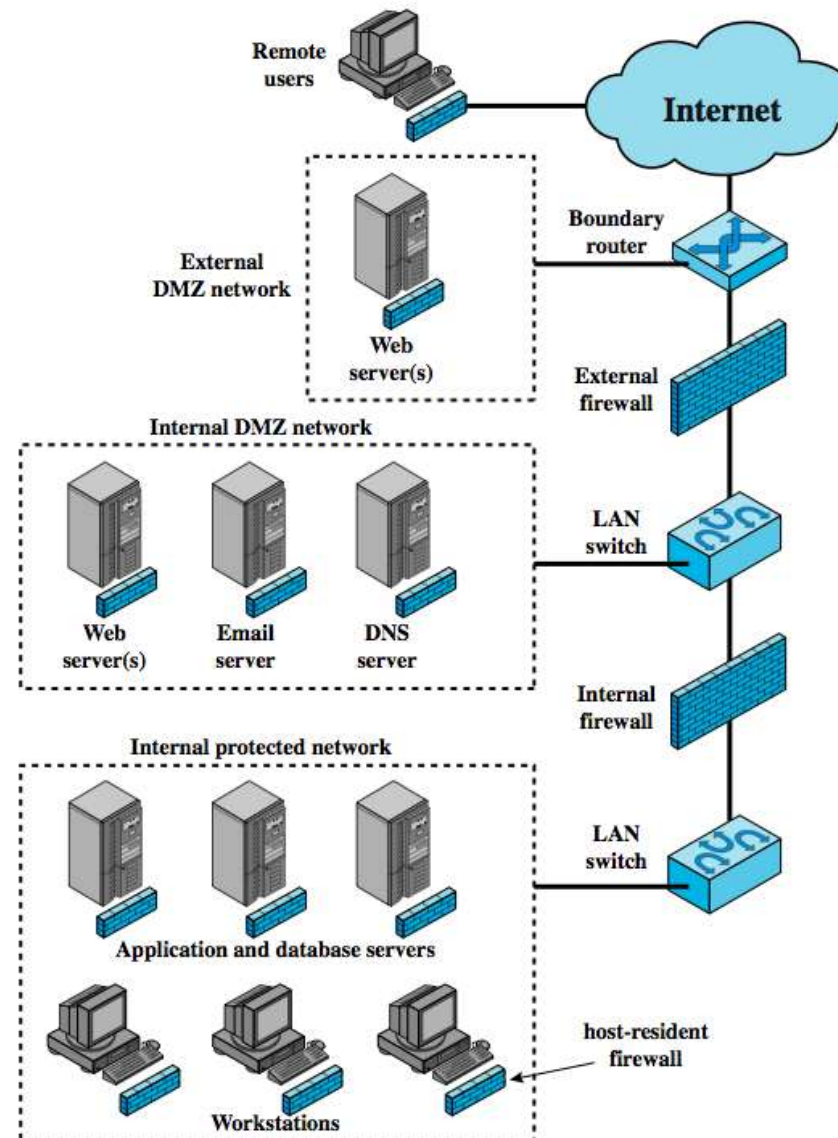 Remote
users
Internet
Boundary
router
External
DMZ network
Web
server(s)
External
firewall
Internal DMZ network
LAN
switch
Web
server(s)
Email
server
DNS
server
Internal
firewall
Internal protected network
LAN
switch
Application and database servers
host-resident
firewall
Workstations